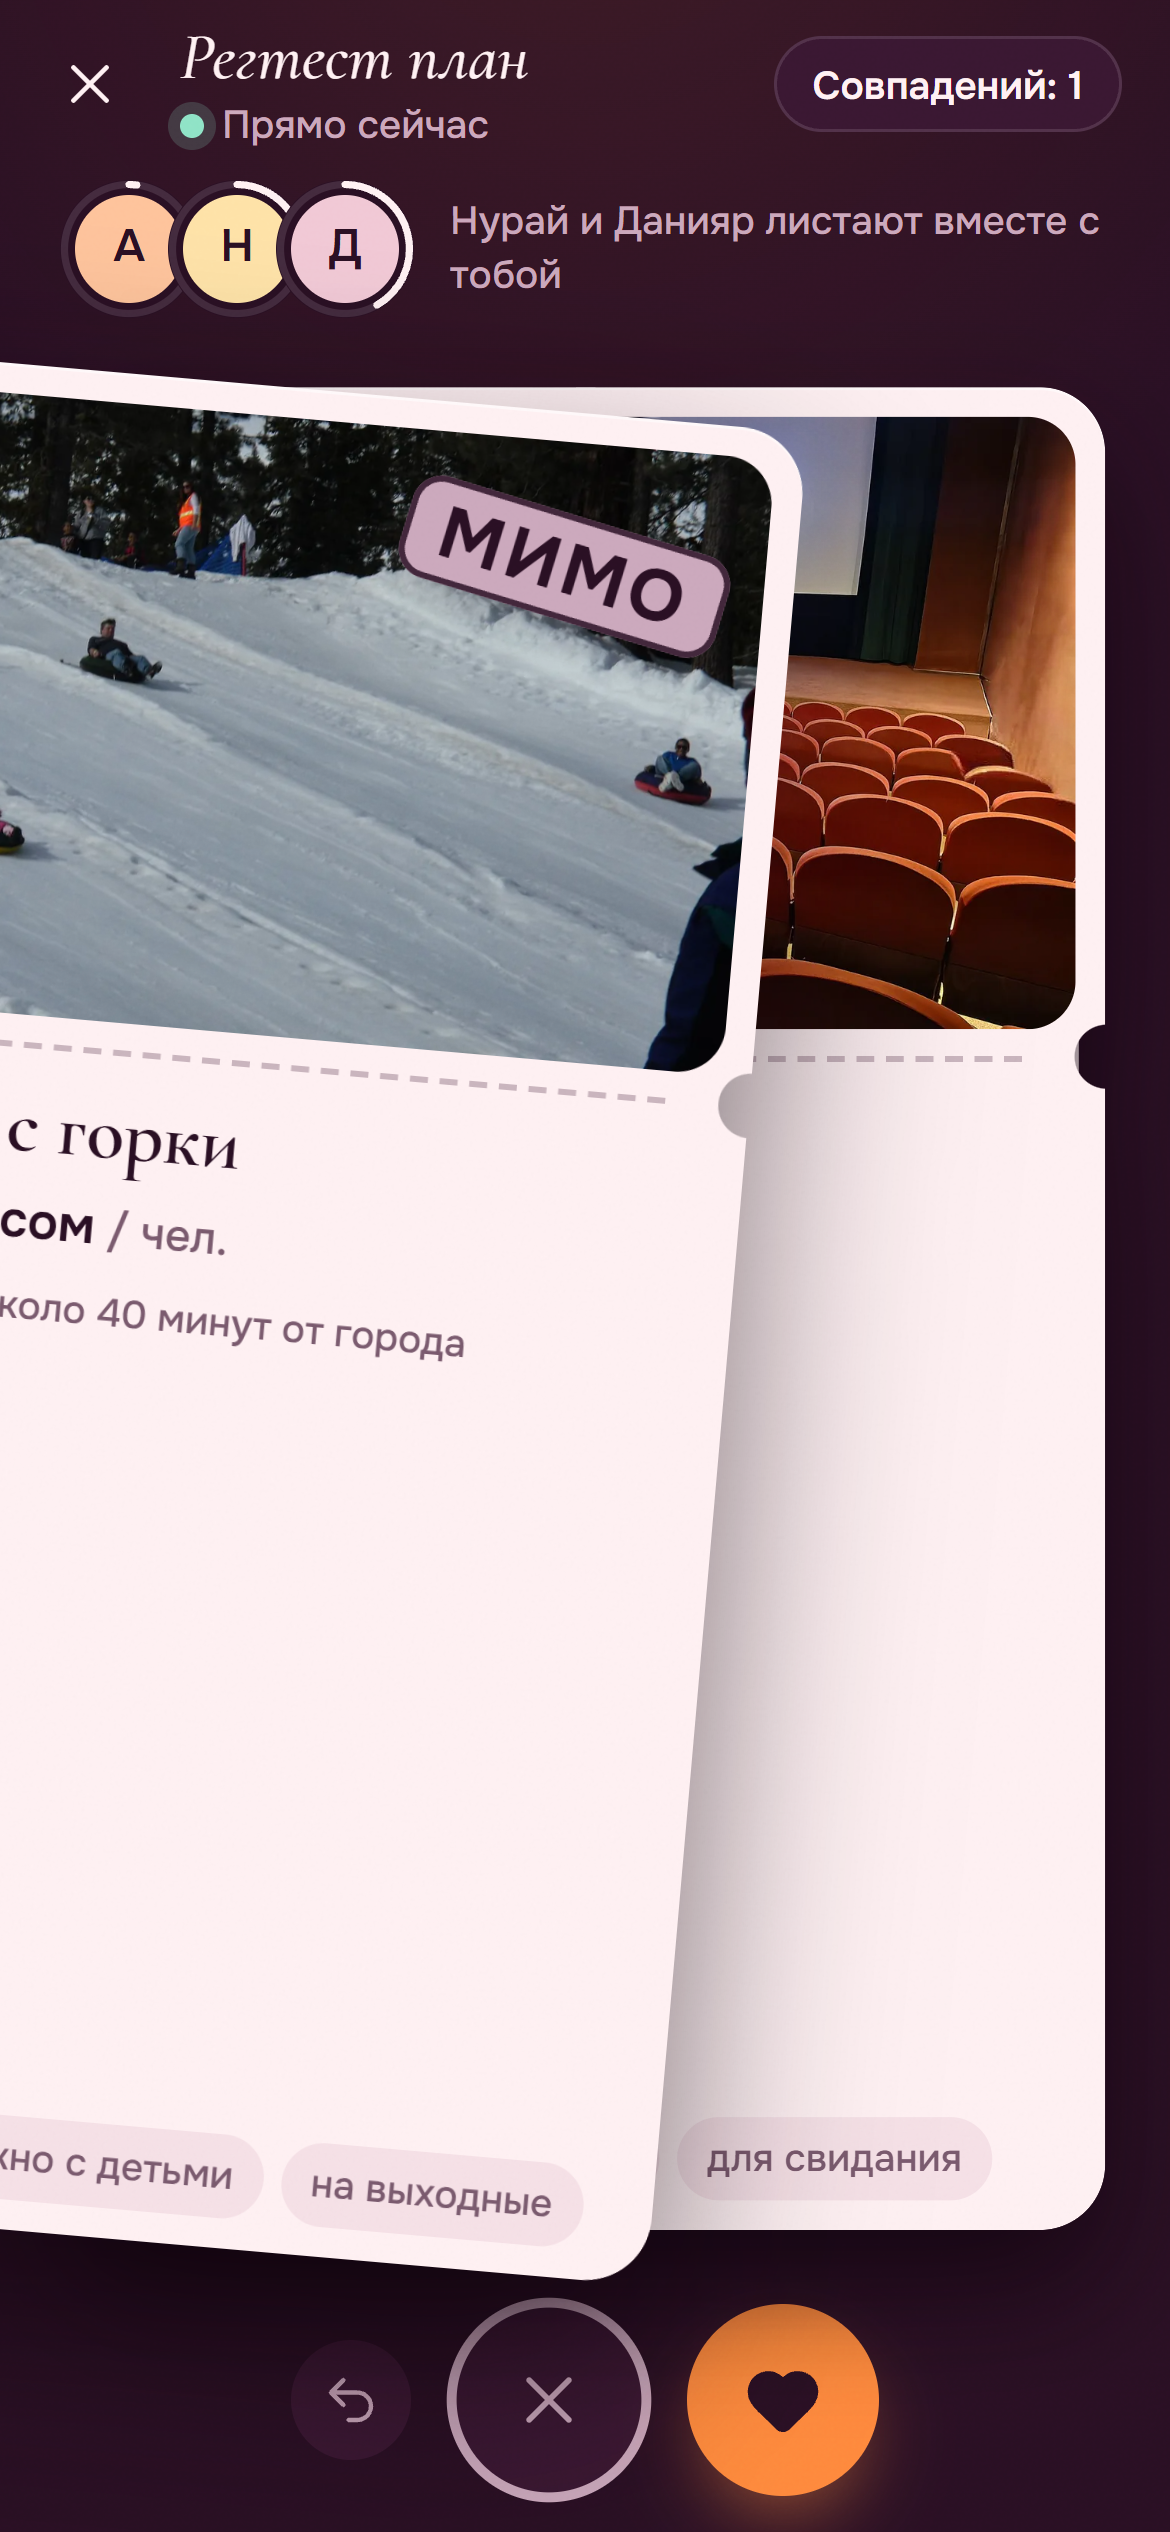 Регтест план
Совпадений: 1
Прямо сейчас
А Н Д
Нурай и Данияр листают вместе с
тобой
МИМО
с горки
сом / чел.
коло 40 минут от города
жно с детьми
на выходные
для свидания